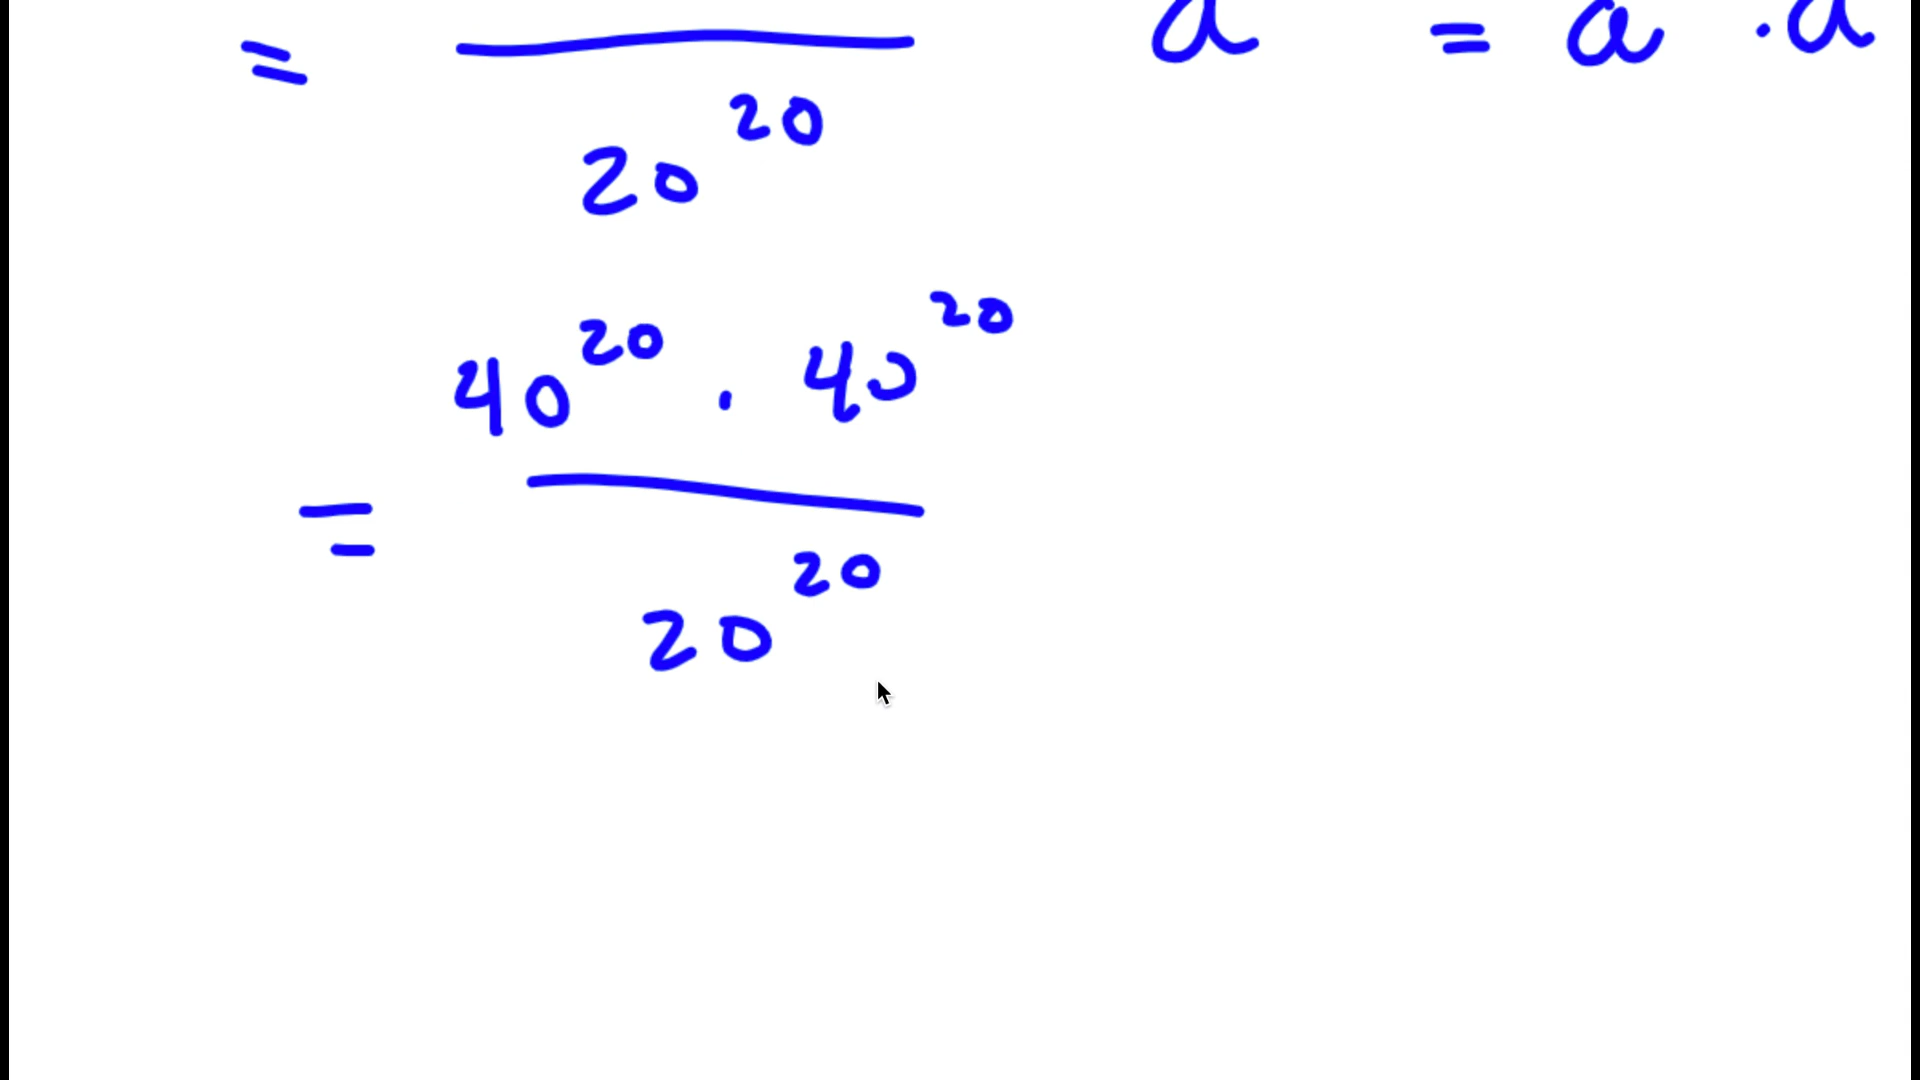 = a = a · a
20^20
40^20 · 40^20
=
20^20